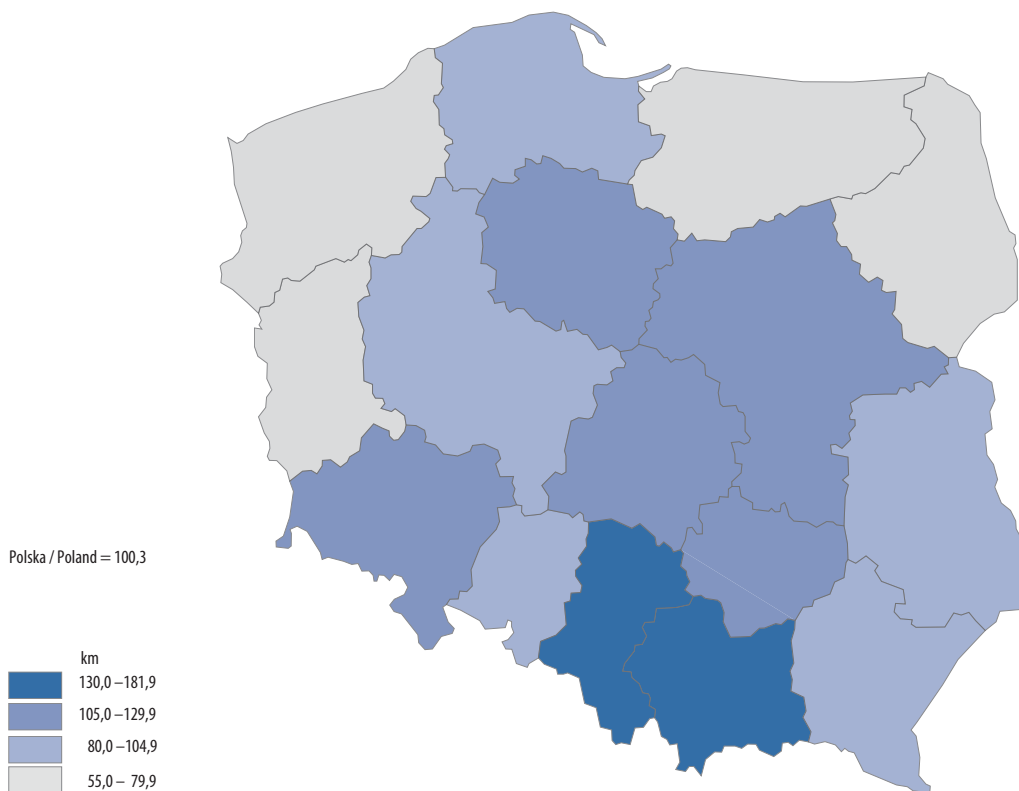 Polska / Poland = 100,3
km
130,0 –181,9
105,0 –129,9
80,0 –104,9
55,0 – 79,9